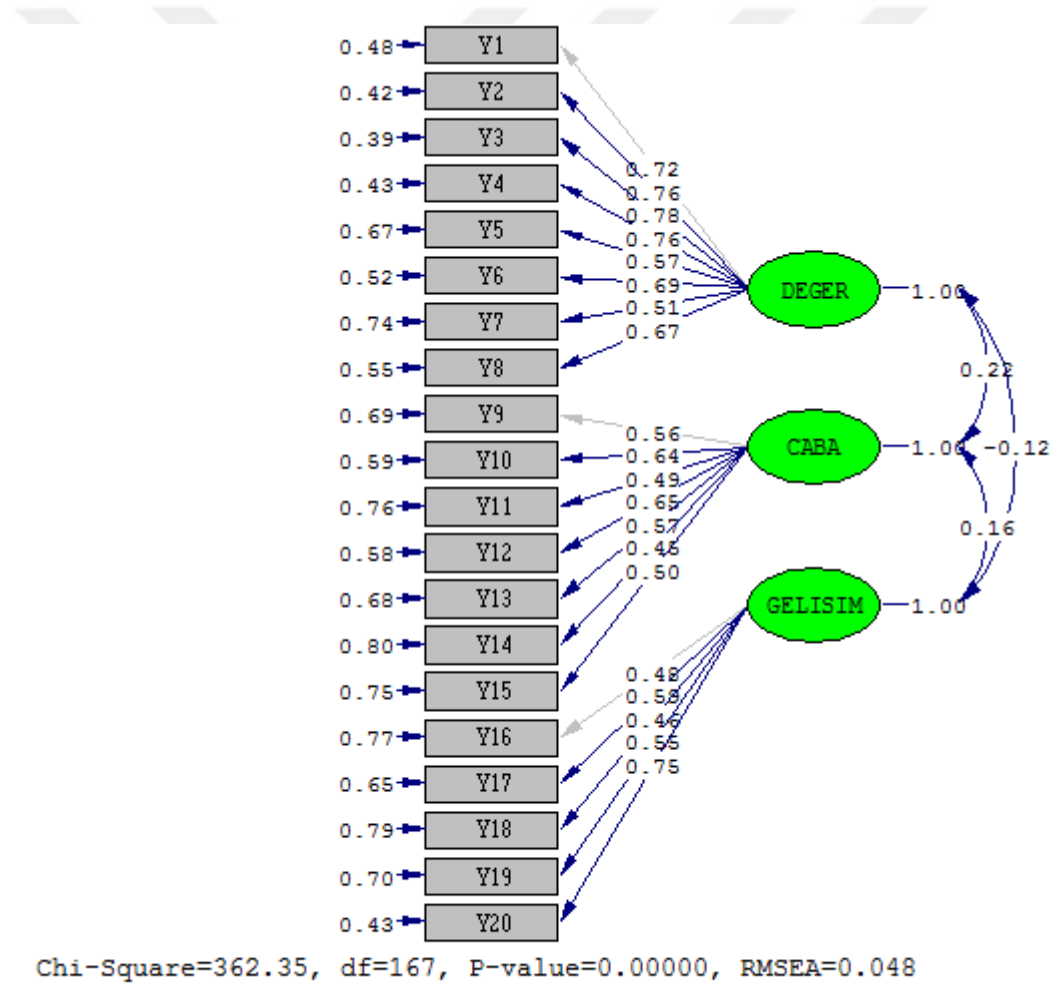 0.48 Y1
0.42 Y2
0.39 Y3
0.43 Y4
0.67 Y5
0.52 Y6
0.74 Y7
0.55 Y8
0.69 Y9
0.59 Y10
0.76 Y11
0.58 Y12
0.68 Y13
0.80 Y14
0.75 Y15
0.77 Y16
0.65 Y17
0.79 Y18
0.70 Y19
0.43 Y20
0.72
0.76
0.78
0.76
0.57
0.69
0.51
0.67
0.56
0.64
0.49
0.65
0.57
0.45
0.50
0.48
0.59
0.46
0.55
0.75
DEGER 1.00
CABA 1.00
GELISIM 1.00
0.22
-0.12
0.16
Chi-Square=362.35, df=167, P-value=0.00000, RMSEA=0.048